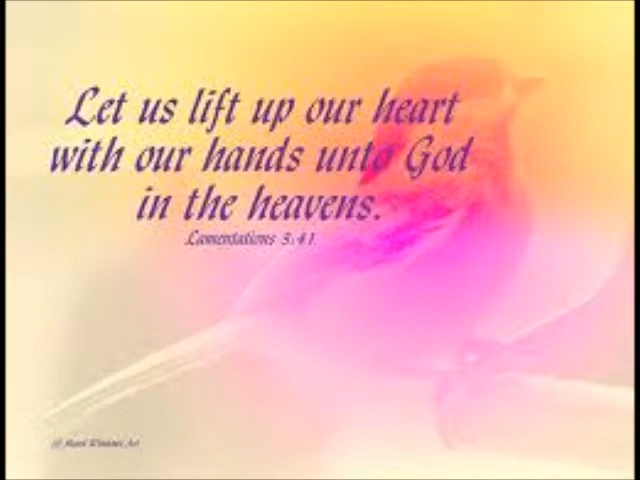 Let us lift up our heart
with our hands unto God
in the heavens.
Lamentations 3:41